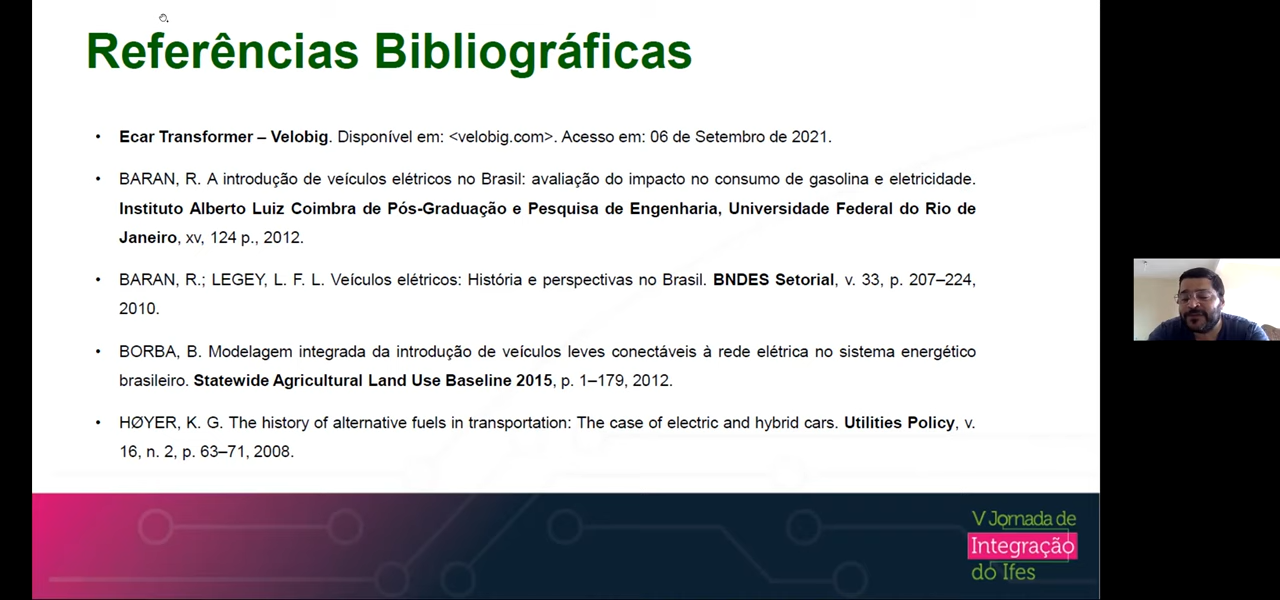 Referências Bibliográficas
• Ecar Transformer – Velobig. Disponível em: <velobig.com>. Acesso em: 06 de Setembro de 2021.
• BARAN, R. A introdução de veículos elétricos no Brasil: avaliação do impacto no consumo de gasolina e eletricidade.
Instituto Alberto Luiz Coimbra de Pós-Graduação e Pesquisa de Engenharia, Universidade Federal do Rio de
Janeiro, xv, 124 p., 2012.
• BARAN, R.; LEGEY, L. F. L. Veículos elétricos: História e perspectivas no Brasil. BNDES Setorial, v. 33, p. 207–224,
2010.
• BORBA, B. Modelagem integrada da introdução de veículos leves conectáveis à rede elétrica no sistema energético
brasileiro. Statewide Agricultural Land Use Baseline 2015, p. 1–179, 2012.
• HØYER, K. G. The history of alternative fuels in transportation: The case of electric and hybrid cars. Utilities Policy, v.
16, n. 2, p. 63–71, 2008.
V Jornada de
Integração
do Ifes